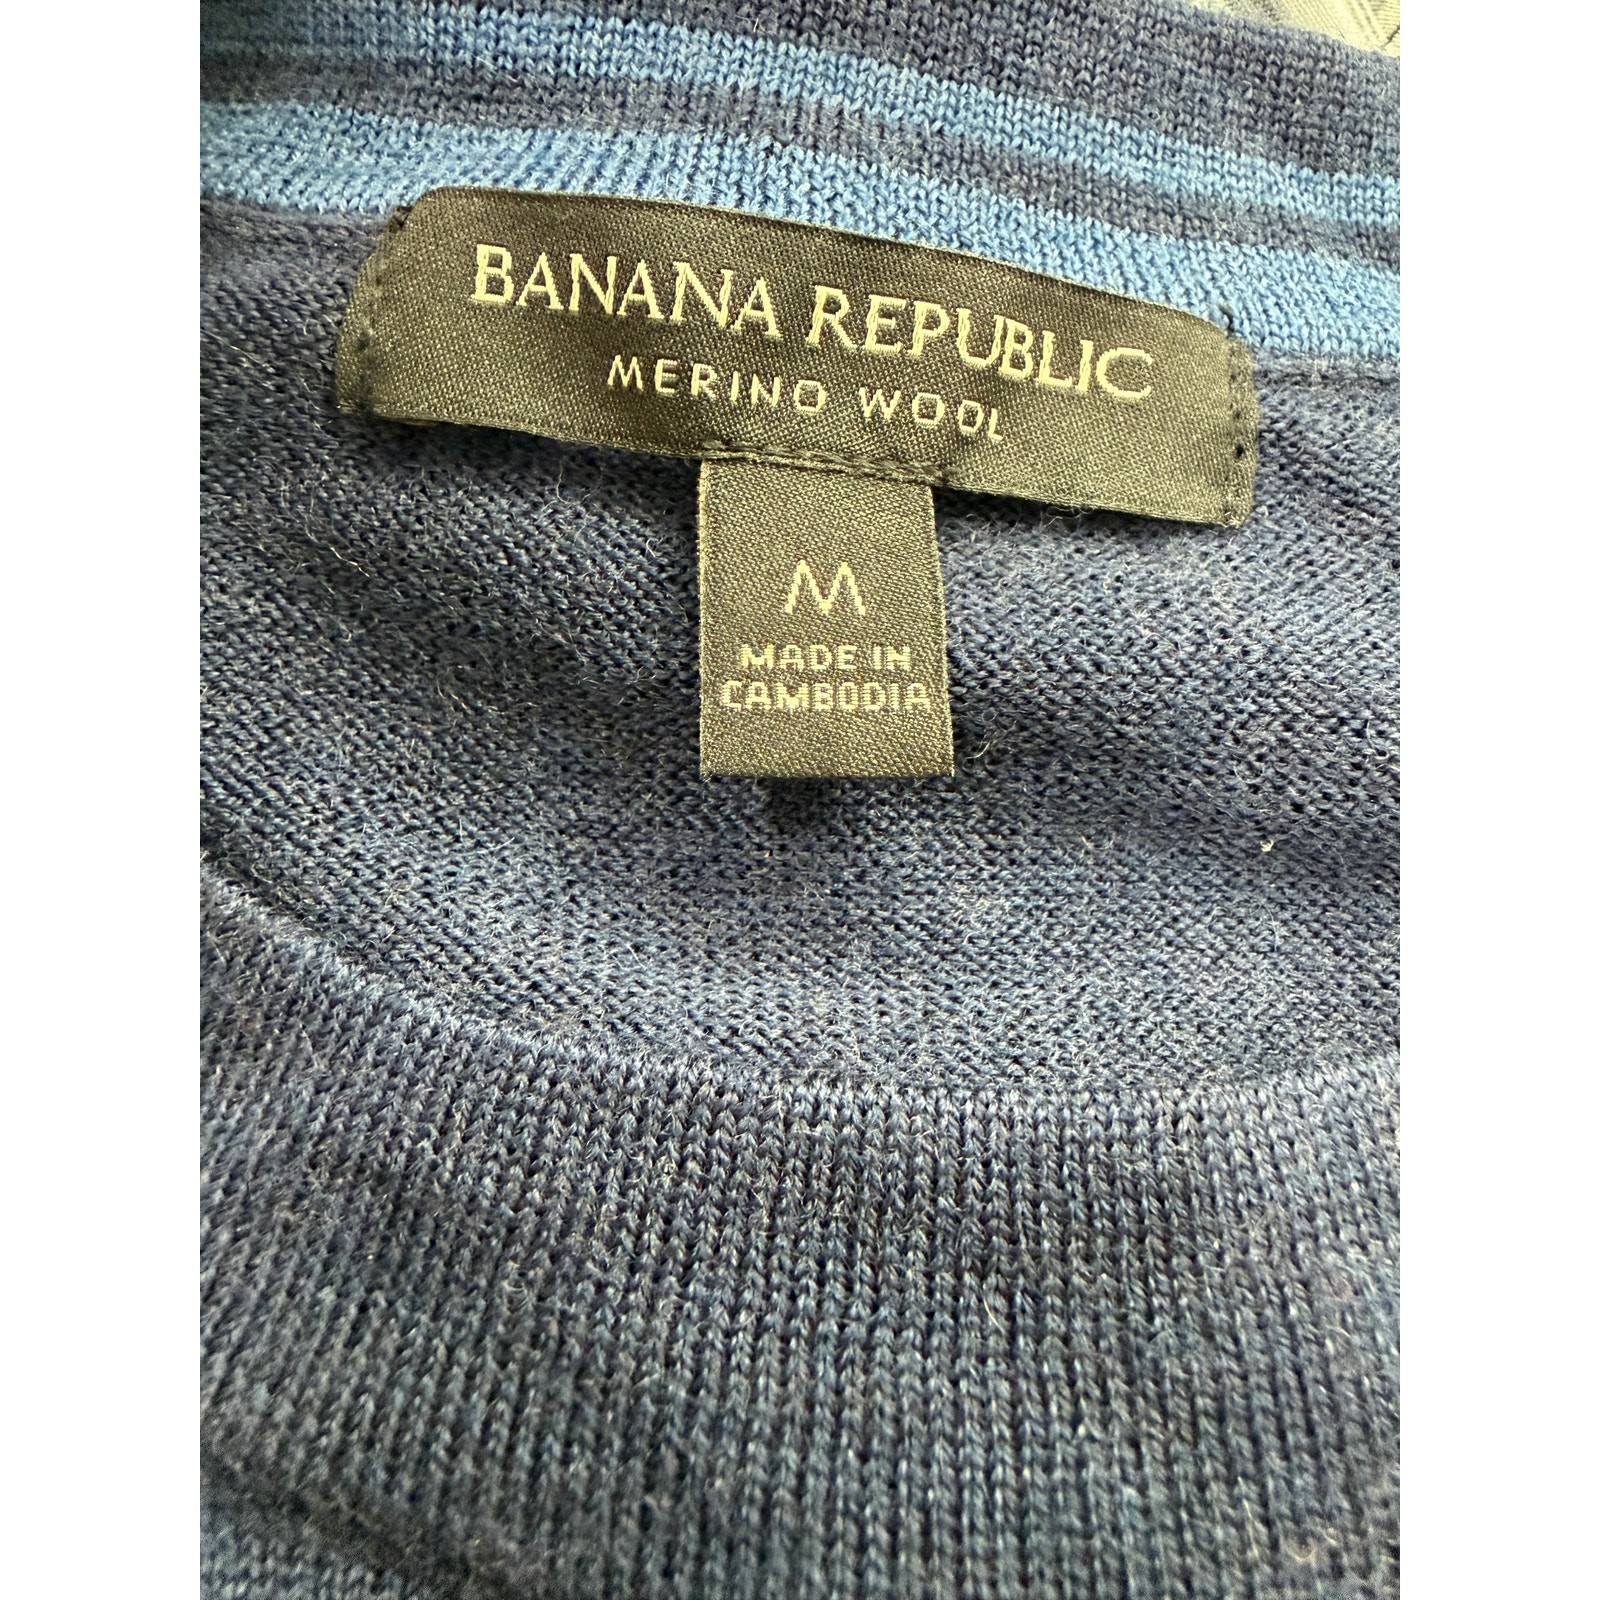 BANANA REPUBLIC
MERINO WOOL
M
MADE IN
CAMBODIA